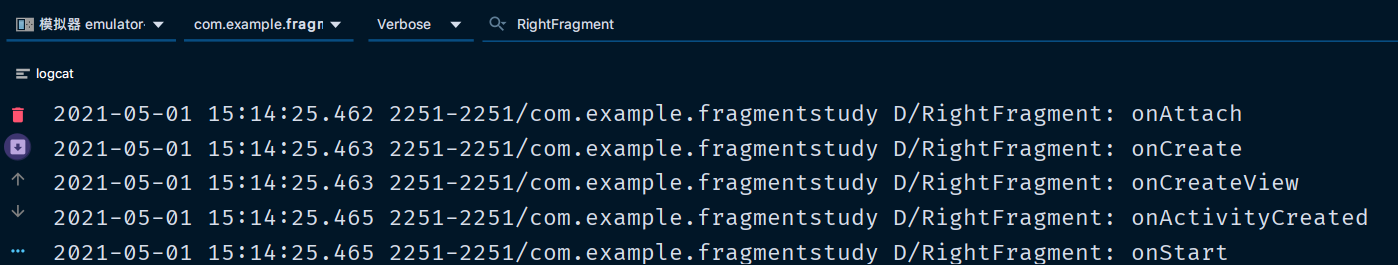 模拟器 emulator- com.example.fragn Verbose RightFragment
logcat
2021-05-01 15:14:25.462 2251-2251/com.example.fragmentstudy D/RightFragment: onAttach
2021-05-01 15:14:25.463 2251-2251/com.example.fragmentstudy D/RightFragment: onCreate
2021-05-01 15:14:25.463 2251-2251/com.example.fragmentstudy D/RightFragment: onCreateView
2021-05-01 15:14:25.465 2251-2251/com.example.fragmentstudy D/RightFragment: onActivityCreated
2021-05-01 15:14:25.465 2251-2251/com.example.fragmentstudy D/RightFragment: onStart